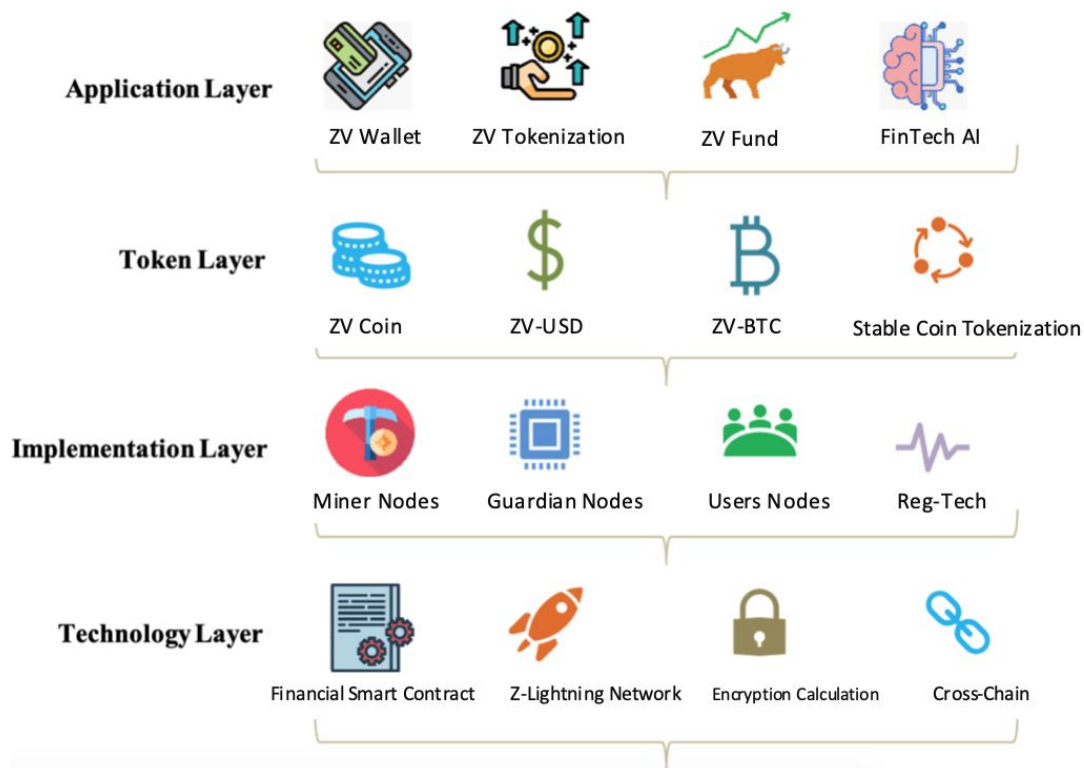 Application Layer
ZV Wallet
ZV Tokenization
ZV Fund
FinTech AI
Token Layer
ZV Coin
ZV-USD
ZV-BTC
Stable Coin Tokenization
Implementation Layer
Miner Nodes
Guardian Nodes
Users Nodes
Reg-Tech
Technology Layer
Financial Smart Contract
Z-Lightning Network
Encryption Calculation
Cross-Chain